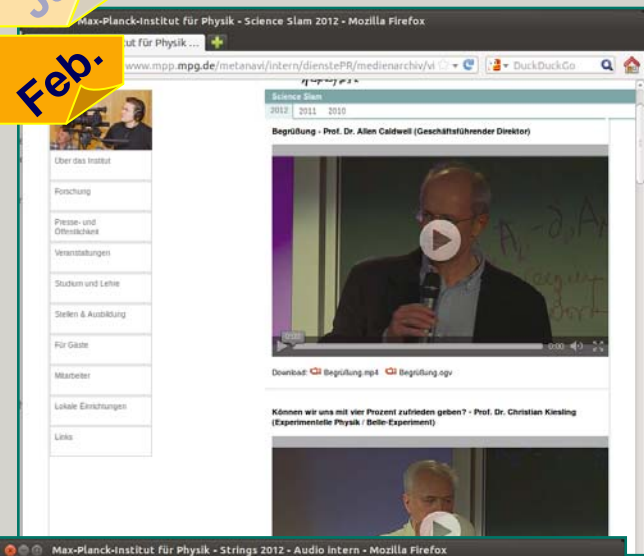 Max-Planck-Institut für Physik - Science Slam 2012 - Mozilla Firefox
ut für Physik ...
www.mpp.mpg.de/metanavi/intern/dienstePR/medienarchiv/vi
DuckDuckGo
Feb.
Science Slam
2012 2011 2010
Begrüßung - Prof. Dr. Allen Caldwell (Geschäftsführender Direktor)
Über das Institut
Forschung
Presse- und
Öffentlichkeit
Veranstaltungen
Studium und Lehre
Stellen & Ausbildung
Für Gäste
Mitarbeiter
Lokale Einrichtungen
Links
0:00
0:00
Download: Begrüßung.mp4 Begrüßung.ogv
Können wir uns mit vier Prozent zufrieden geben? - Prof. Dr. Christian Kiesling
(Experimentelle Physik / Belle-Experiment)
Max-Planck-Institut für Physik - Strings 2012 - Audio intern - Mozilla Firefox